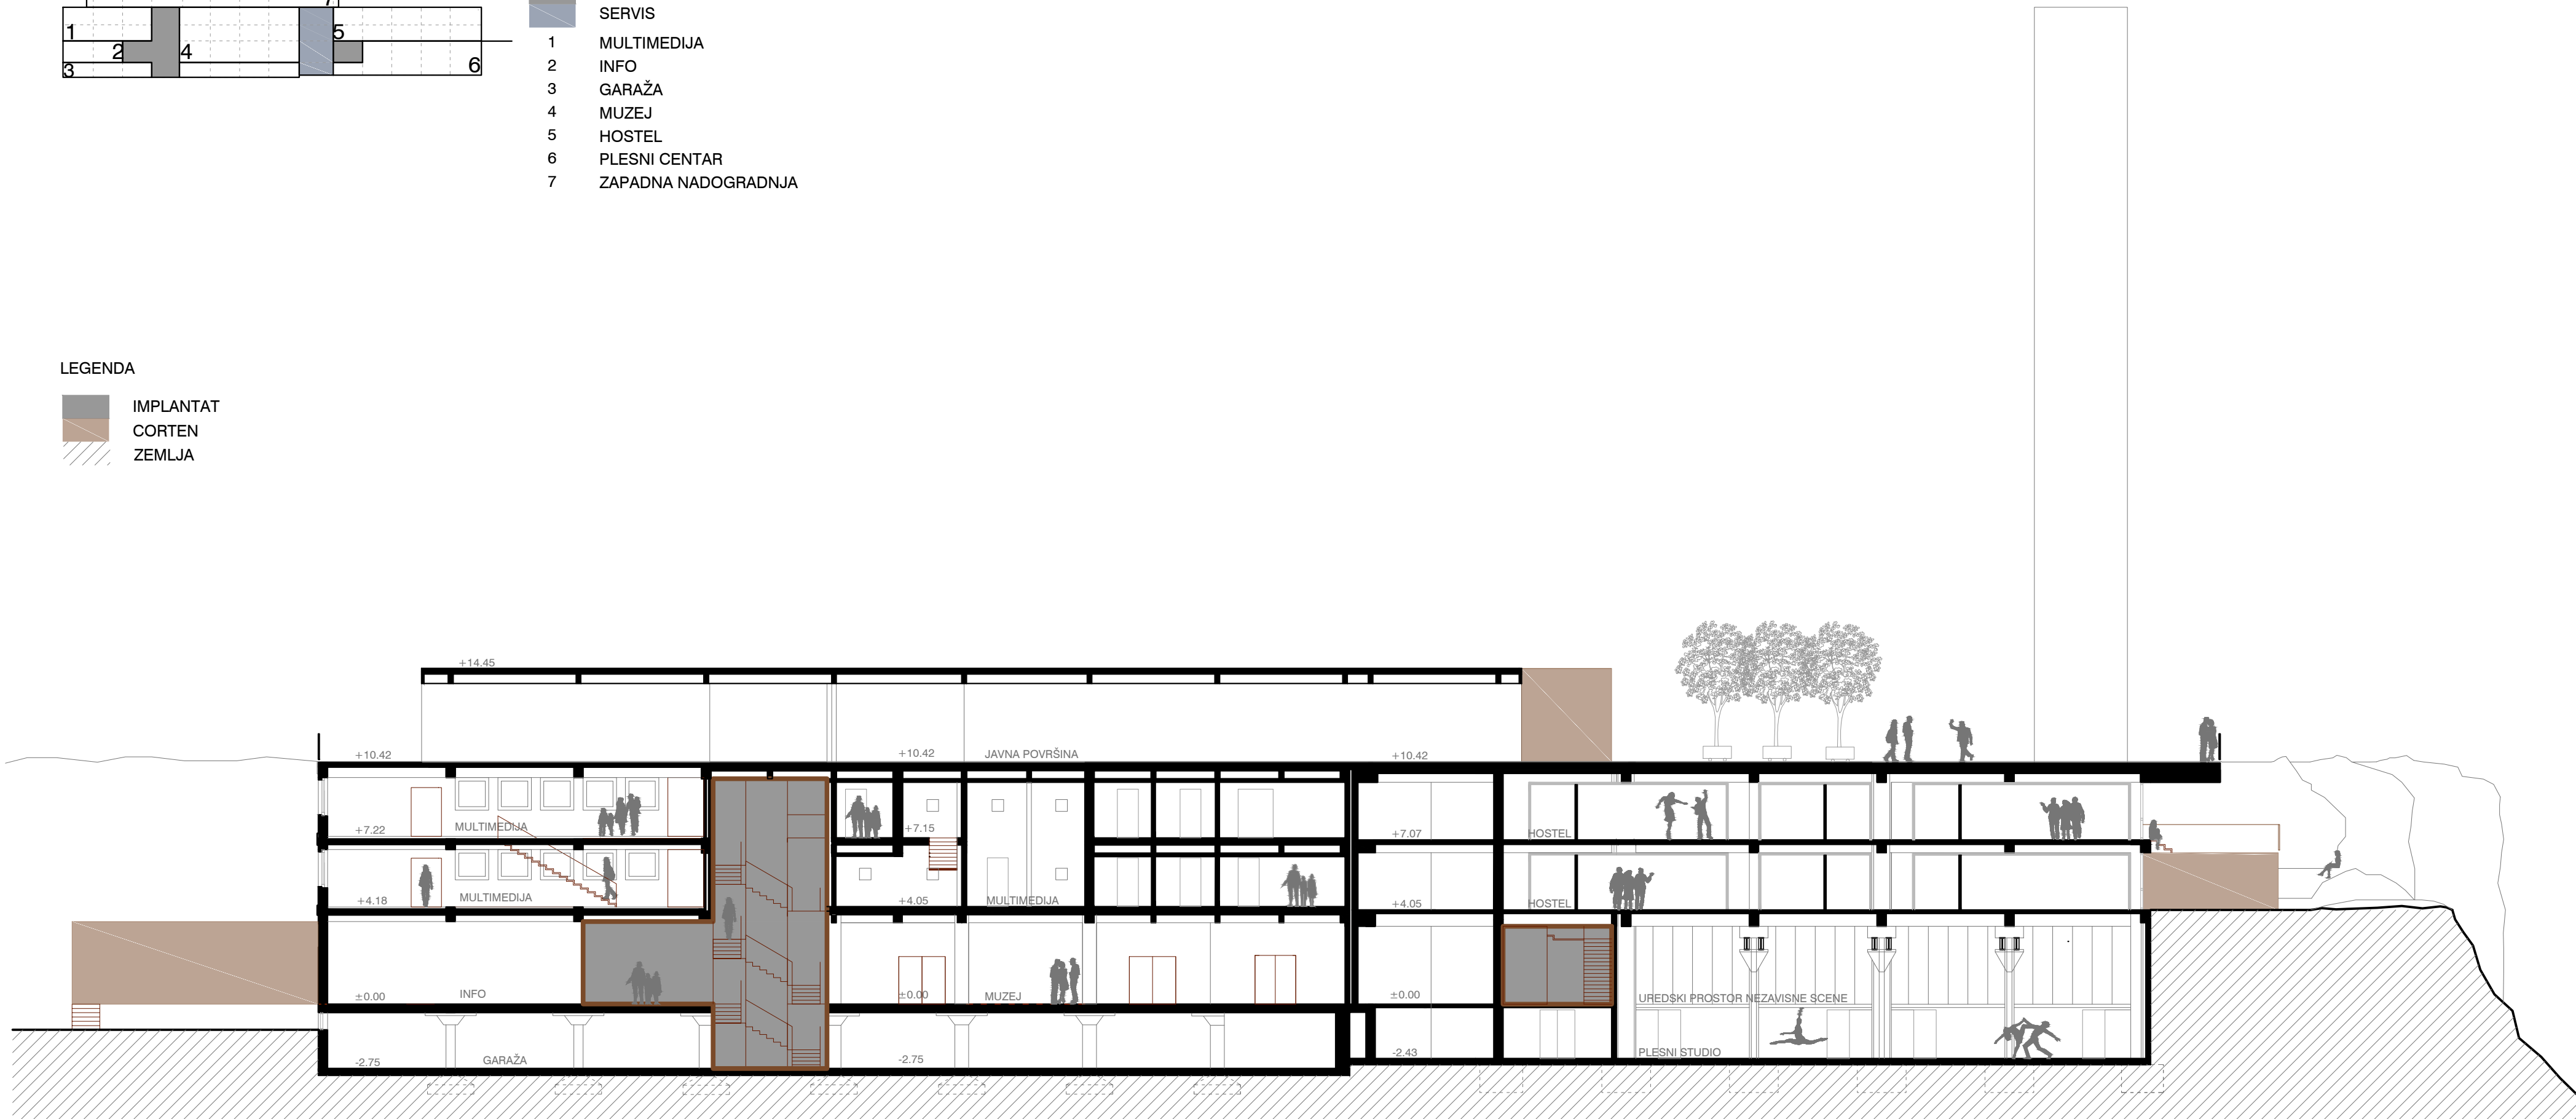 7
1
5
2
4
3
6
SERVIS
1 MULTIMEDIJA
2 INFO
3 GARAŽA
4 MUZEJ
5 HOSTEL
6 PLESNI CENTAR
7 ZAPADNA NADOGRADNJA
LEGENDA
IMPLANTAT
CORTEN
ZEMLJA
+14.45
+10.42
+10.42
JAVNA POVRŠINA
+10.42
+7.22
MULTIMEDIJA
+7.15
+7.07
HOSTEL
+4.18
MULTIMEDIJA
+4.05
MULTIMEDIJA
+4.05
HOSTEL
±0.00
INFO
±0.00
MUZEJ
±0.00
UREDSKI PROSTOR NEZAVISNE SCENE
-2.75
GARAŽA
-2.75
-2.43
PLESNI STUDIO